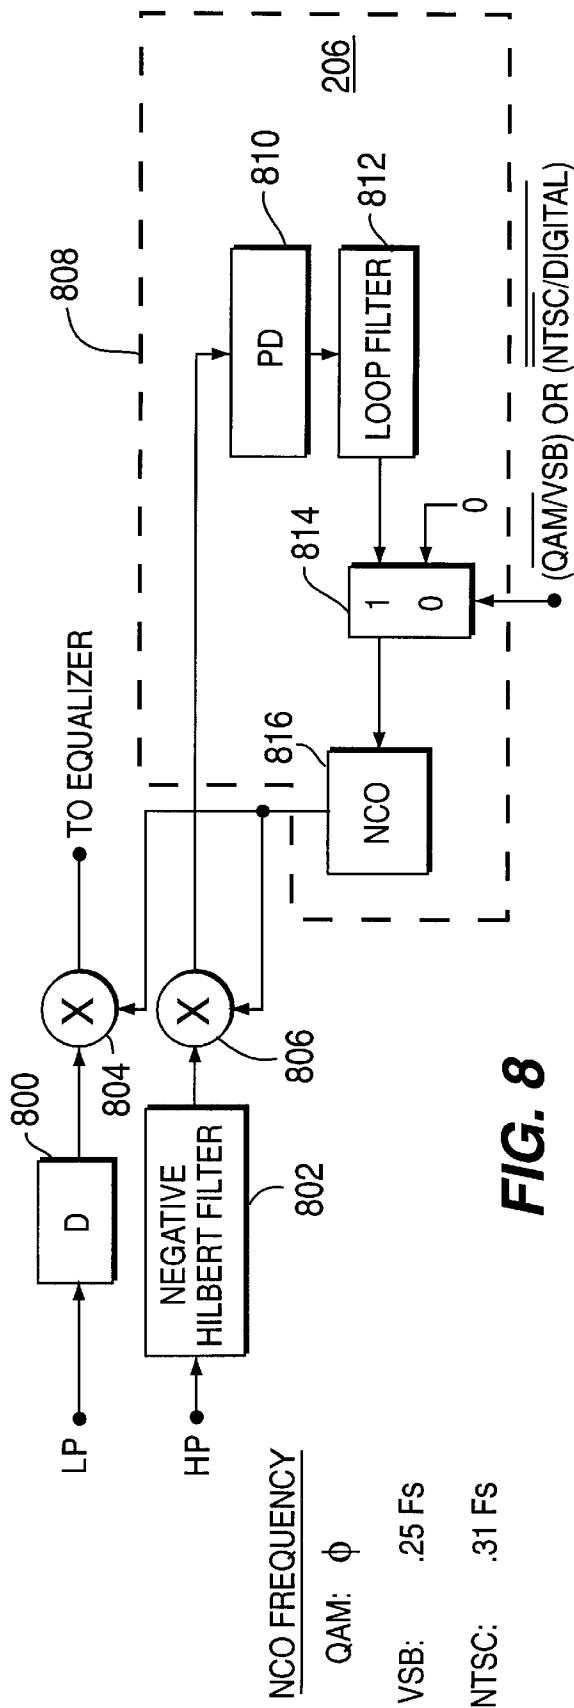 808
206
810
PD
812
LOOP FILTER
814
1
0
0
(QAM/VSB) OR (NTSC/DIGITAL)
816
NCO
TO EQUALIZER
X
804
X
806
800
D
NEGATIVE
HILBERT FILTER
802
LP
HP
FIG. 8
NCO FREQUENCY
QAM: ϕ
VSB: .25 Fs
NTSC: .31 Fs